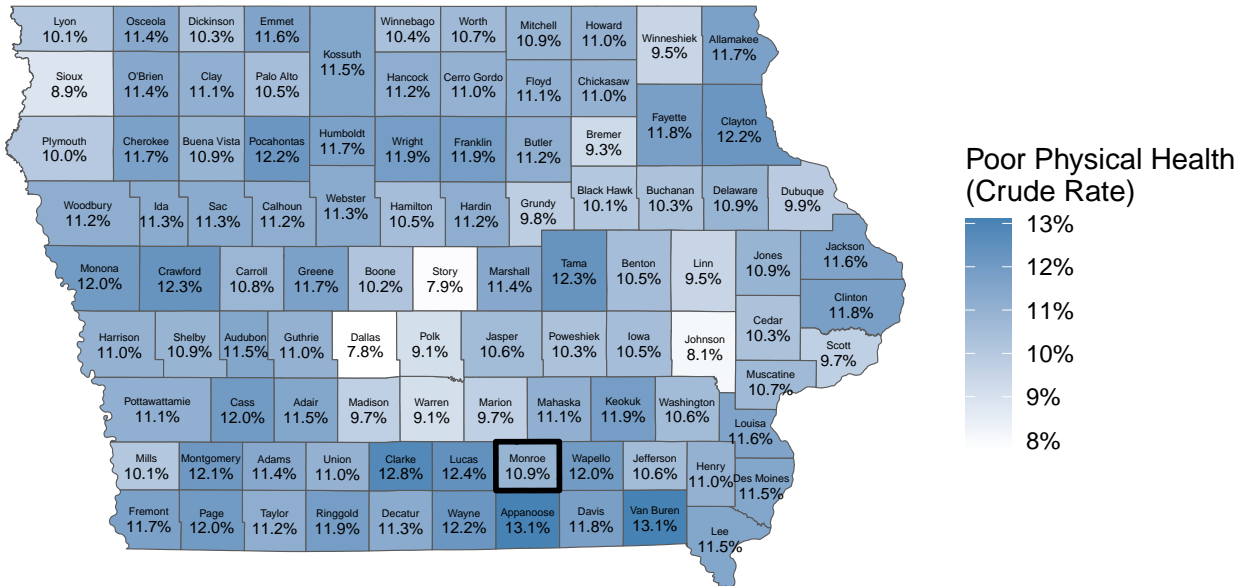 Lyon
10.1%
Osceola
11.4%
Dickinson
10.3%
Emmet
11.6%
Kossuth
11.5%
Winnebago
10.4%
Worth
10.7%
Mitchell
10.9%
Howard
11.0%
Winneshiek
9.5%
Allamakee
11.7%
Sioux
8.9%
O'Brien
11.4%
Clay
11.1%
Palo Alto
10.5%
Hancock
11.2%
Cerro Gordo
11.0%
Floyd
11.1%
Chickasaw
11.0%
Fayette
11.8%
Clayton
12.2%
Plymouth
10.0%
Cherokee
11.7%
Buena Vista
10.9%
Pocahontas
12.2%
Humboldt
11.7%
Wright
11.9%
Franklin
11.9%
Butler
11.2%
Bremer
9.3%
Woodbury
11.2%
Ida
11.3%
Sac
11.3%
Calhoun
11.2%
Webster
11.3%
Hamilton
10.5%
Hardin
11.2%
Grundy
9.8%
Black Hawk
10.1%
Buchanan
10.3%
Delaware
10.9%
Dubuque
9.9%
Monona
12.0%
Crawford
12.3%
Carroll
10.8%
Greene
11.7%
Boone
10.2%
Story
7.9%
Marshall
11.4%
Tama
12.3%
Benton
10.5%
Linn
9.5%
Jones
10.9%
Jackson
11.6%
Clinton
11.8%
Harrison
11.0%
Shelby
10.9%
Audubon
11.5%
Guthrie
11.0%
Dallas
7.8%
Polk
9.1%
Jasper
10.6%
Poweshiek
10.3%
Iowa
10.5%
Johnson
8.1%
Cedar
10.3%
Scott
9.7%
Muscatine
10.7%
Pottawattamie
11.1%
Cass
12.0%
Adair
11.5%
Madison
9.7%
Warren
9.1%
Marion
9.7%
Mahaska
11.1%
Keokuk
11.9%
Washington
10.6%
Louisa
11.6%
Mills
10.1%
Montgomery
12.1%
Adams
11.4%
Union
11.0%
Clarke
12.8%
Lucas
12.4%
Monroe
10.9%
Wapello
12.0%
Jefferson
10.6%
Henry
11.0%
Des Moines
11.5%
Fremont
11.7%
Page
12.0%
Taylor
11.2%
Ringgold
11.9%
Decatur
11.3%
Wayne
12.2%
Appanoose
13.1%
Davis
11.8%
Van Buren
13.1%
Lee
11.5%
Poor Physical Health
(Crude Rate)
13%
12%
11%
10%
9%
8%